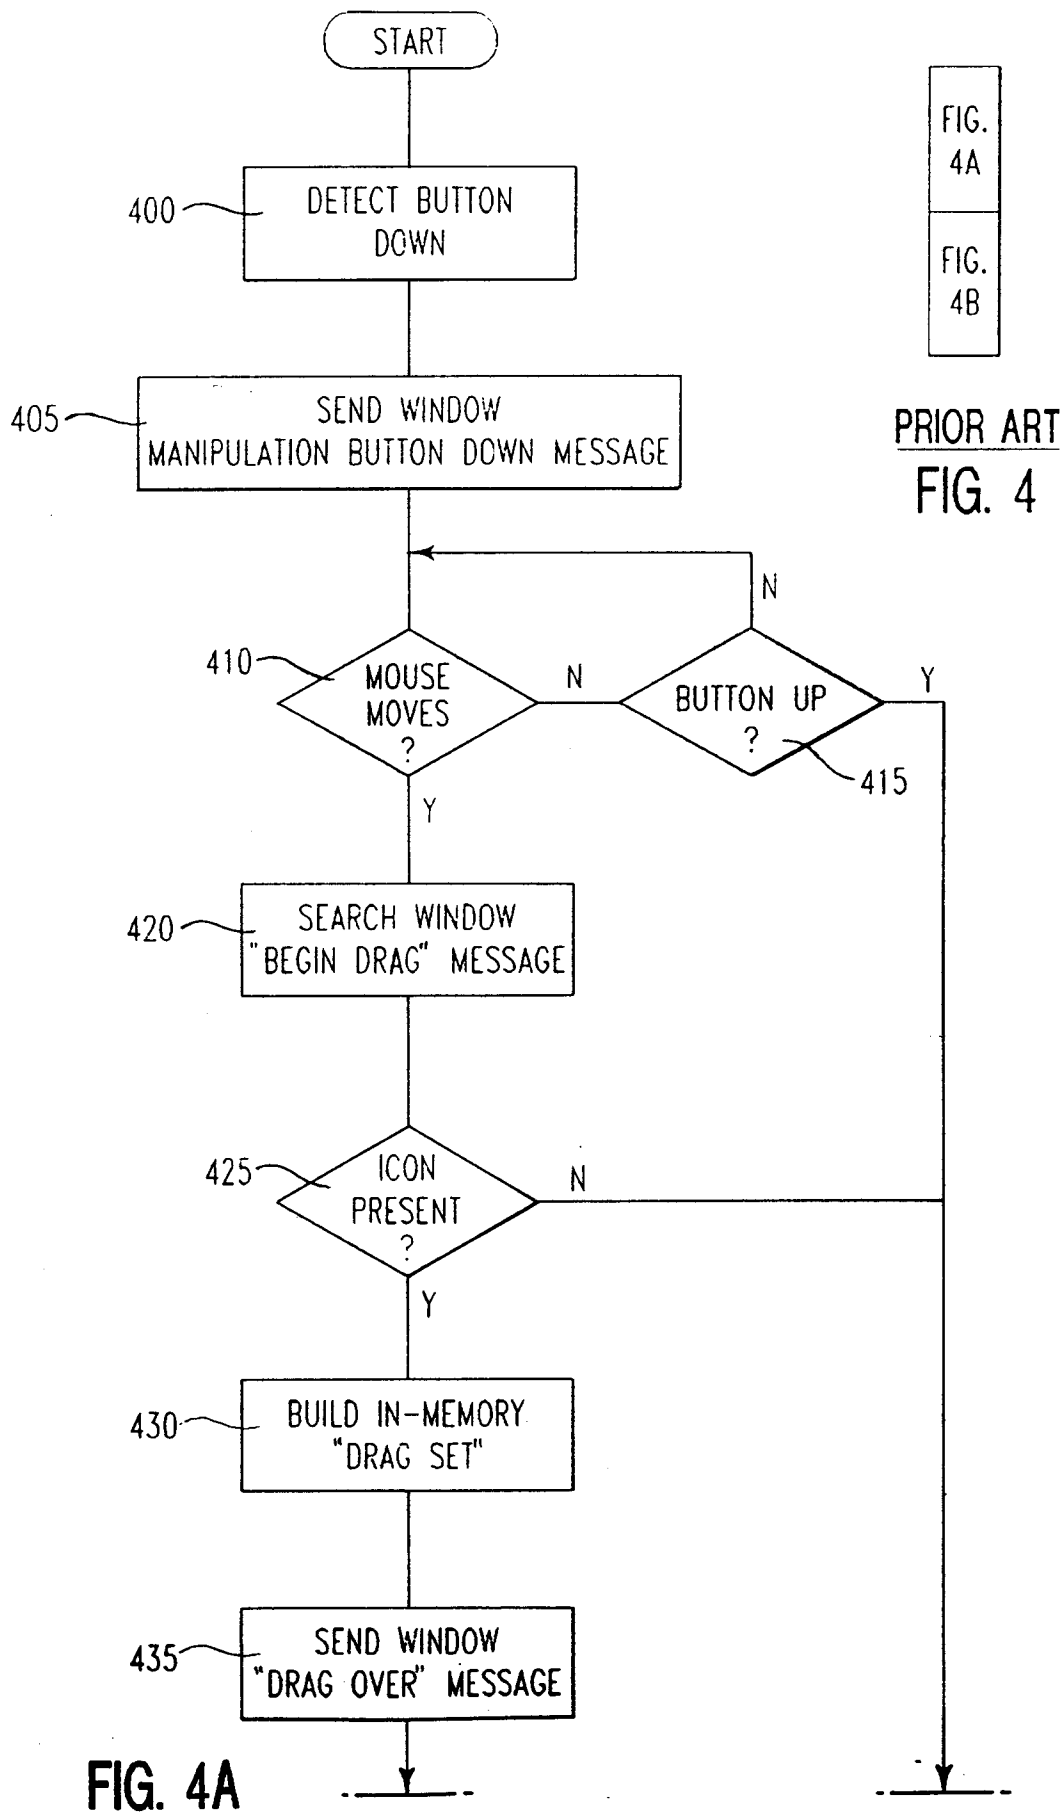 START
400
DETECT BUTTON
DOWN
FIG.
4A
FIG.
4B
PRIOR ART
FIG. 4
405
SEND WINDOW
MANIPULATION BUTTON DOWN MESSAGE
N
410
MOUSE
MOVES
?
N
BUTTON UP
?
Y
415
Y
420
SEARCH WINDOW
"BEGIN DRAG" MESSAGE
425
ICON
PRESENT
?
N
Y
430
BUILD IN-MEMORY
"DRAG SET"
435
SEND WINDOW
"DRAG OVER" MESSAGE
FIG. 4A